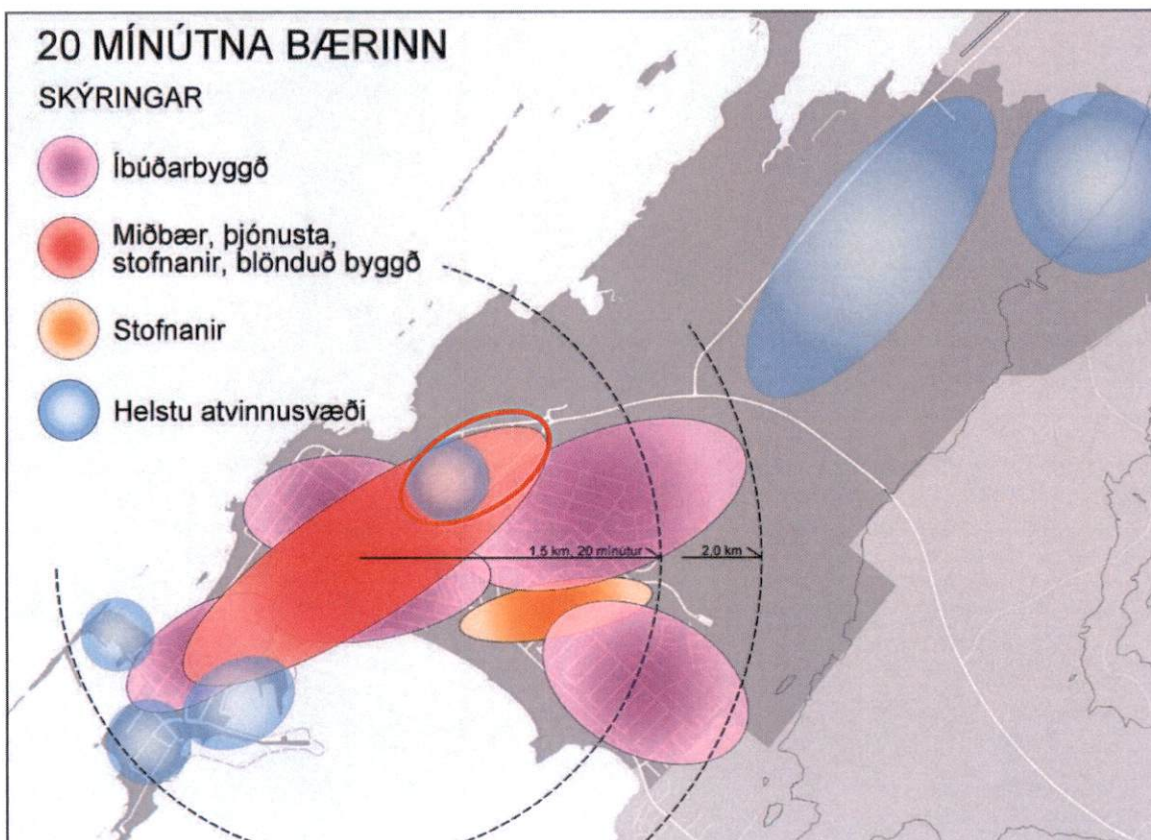 20 MÍNÚTNA BÆRINN
SKÝRINGAR
Íbúðarbyggð
Miðbær, þjónusta,
stofnanir, blönduð byggð
Stofnanir
Helstu atvinnusvæði
1.5 km, 20 mínútur
2,0 km